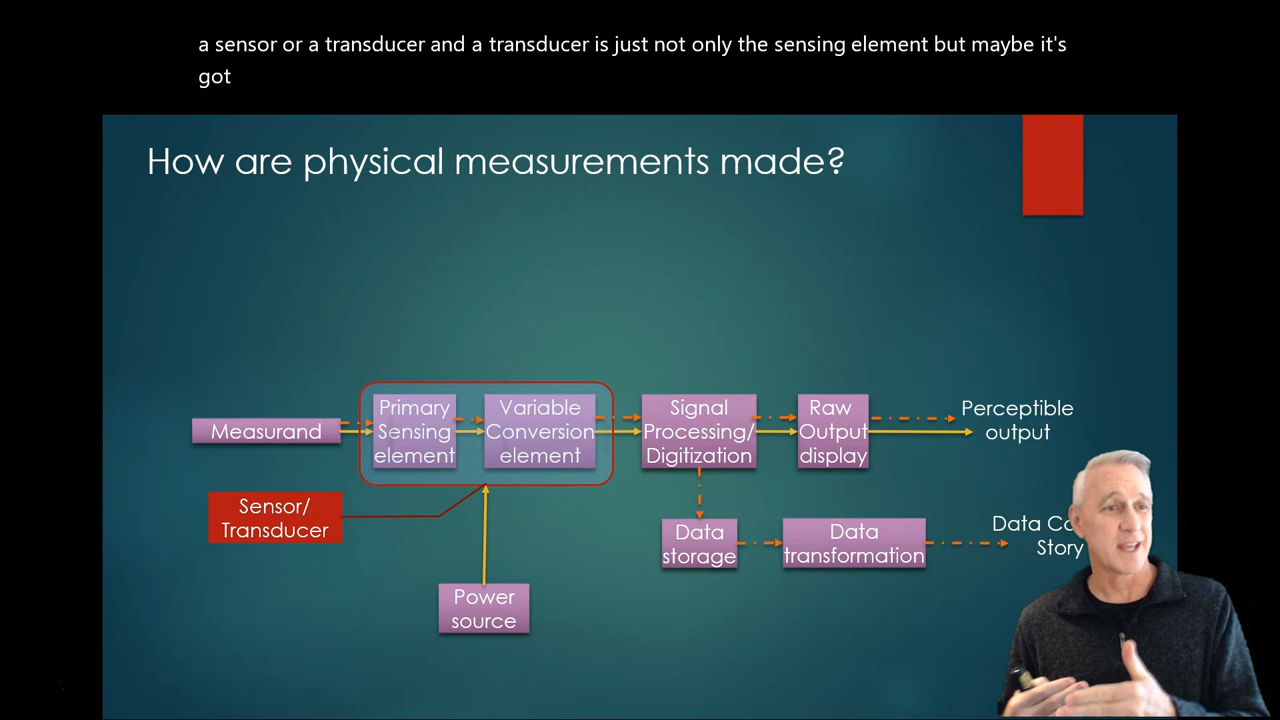 a sensor or a transducer and a transducer is just not only the sensing element but maybe it's
got
How are physical measurements made?
Measurand
Primary
Sensing
element
Variable
Conversion
element
Signal
Processing/
Digitization
Raw
Output
display
Perceptible
output
Sensor/
Transducer
Data
storage
Data
transformation
Data
Story
Power
source